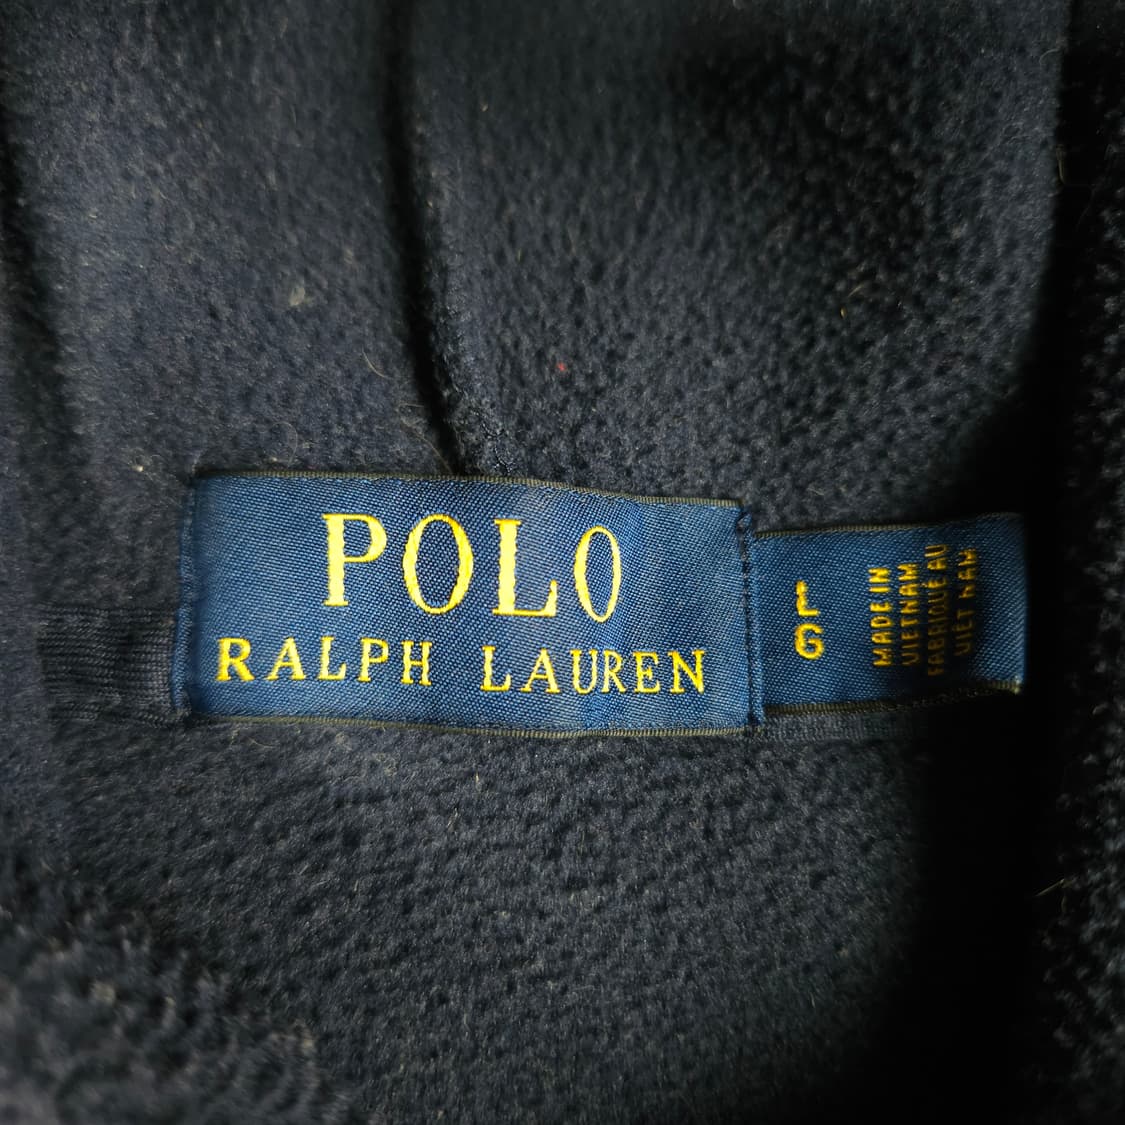 POLO
RALPH LAUREN
L
G
MADE IN
VIETNAM
FABRIQUÉ AU
VIET NAM